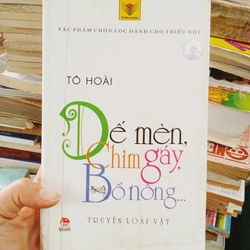 TÁC PHẨM CHỌN LỌC DÀNH CHO THIẾU NHI
TÔ HOÀI
Dế mèn,
Chim gáy,
Bồ nông...
TRUYỆN LOÀI VẬT